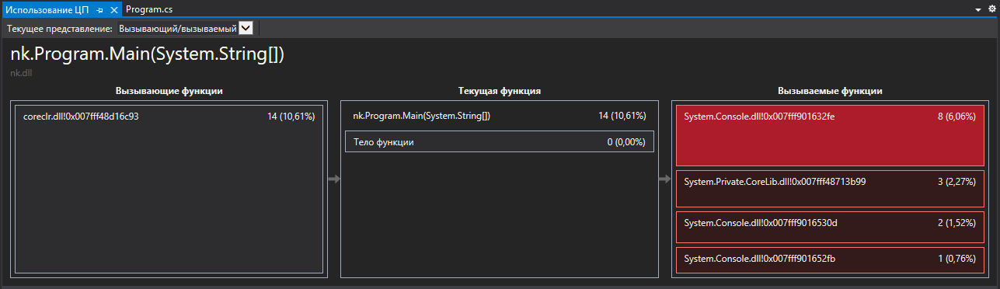 Использование ЦП Program.cs
Текущее представление: Вызывающий/вызываемый
nk.Program.Main(System.String[])
nk.dll
Вызывающие функции
coreclr.dll!0x007fff48d16c93 14 (10,61%)
Текущая функция
nk.Program.Main(System.String[]) 14 (10,61%)
Тело функции 0 (0,00%)
Вызываемые функции
System.Console.dll!0x007fff901632fe 8 (6,06%)
System.Private.CoreLib.dll!0x007fff48713b99 3 (2,27%)
System.Console.dll!0x007fff9016530d 2 (1,52%)
System.Console.dll!0x007fff901652fb 1 (0,76%)